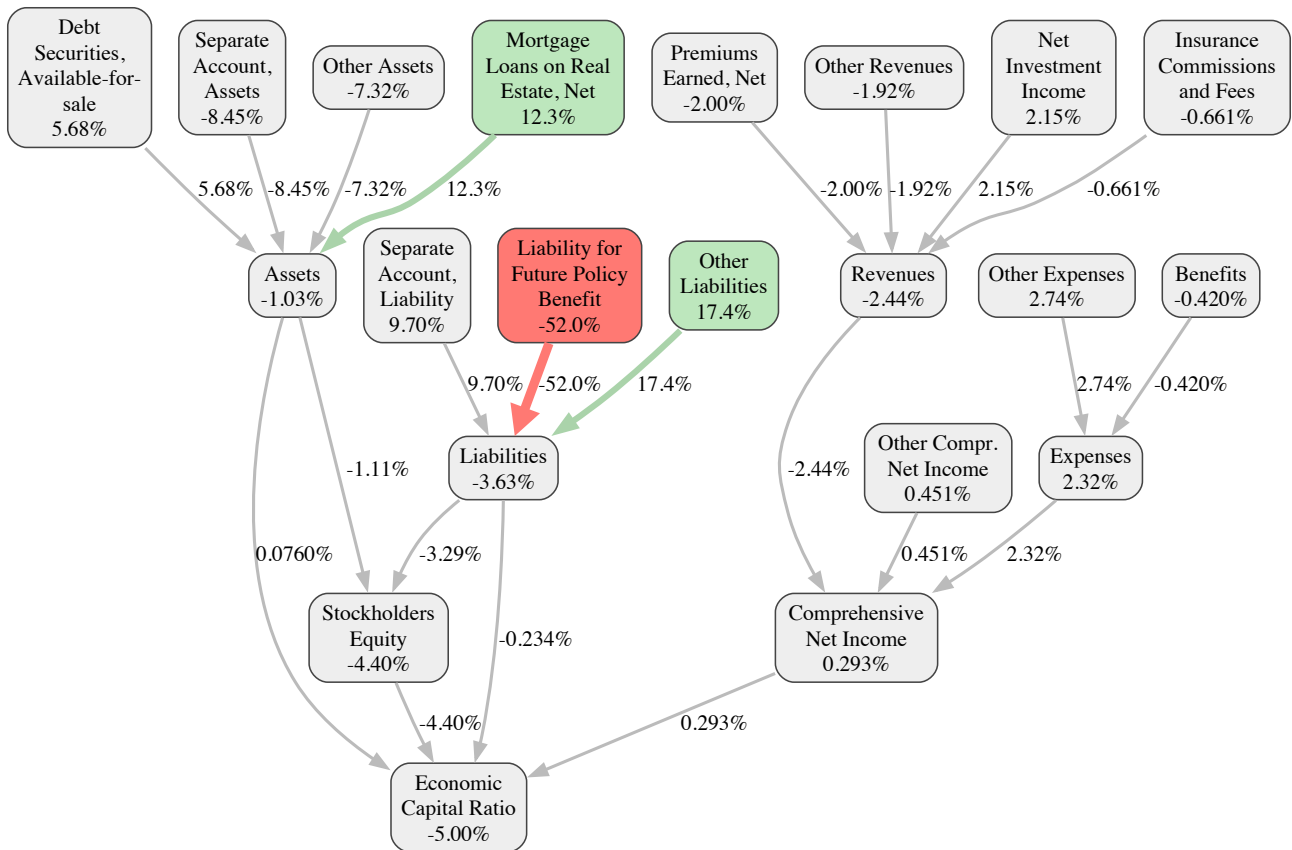 Debt
Securities,
Available-for-
sale
5.68%
Separate
Account,
Assets
-8.45%
Other Assets
-7.32%
Mortgage
Loans on Real
Estate, Net
12.3%
Premiums
Earned, Net
-2.00%
Other Revenues
-1.92%
Net
Investment
Income
2.15%
Insurance
Commissions
and Fees
-0.661%
5.68%
-8.45%
-7.32%
12.3%
-2.00%
-1.92%
2.15%
-0.661%
Assets
-1.03%
Separate
Account,
Liability
9.70%
Liability for
Future Policy
Benefit
-52.0%
Other
Liabilities
17.4%
Revenues
-2.44%
Other Expenses
2.74%
Benefits
-0.420%
9.70%
-52.0%
17.4%
2.74%
-0.420%
-1.11%
Liabilities
-3.63%
-2.44%
Other Compr.
Net Income
0.451%
Expenses
2.32%
0.0760%
-3.29%
0.451%
2.32%
Stockholders
Equity
-4.40%
-0.234%
Comprehensive
Net Income
0.293%
-4.40%
0.293%
Economic
Capital Ratio
-5.00%